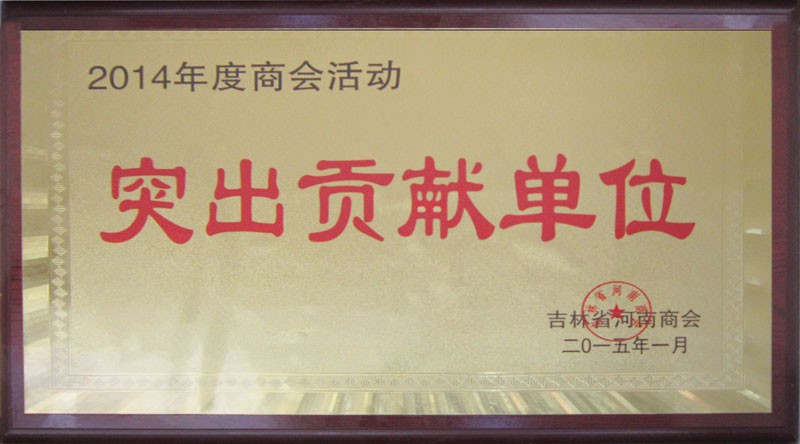 2014年度商会活动
突出贡献单位
吉林省河南商会
二0一五年一月